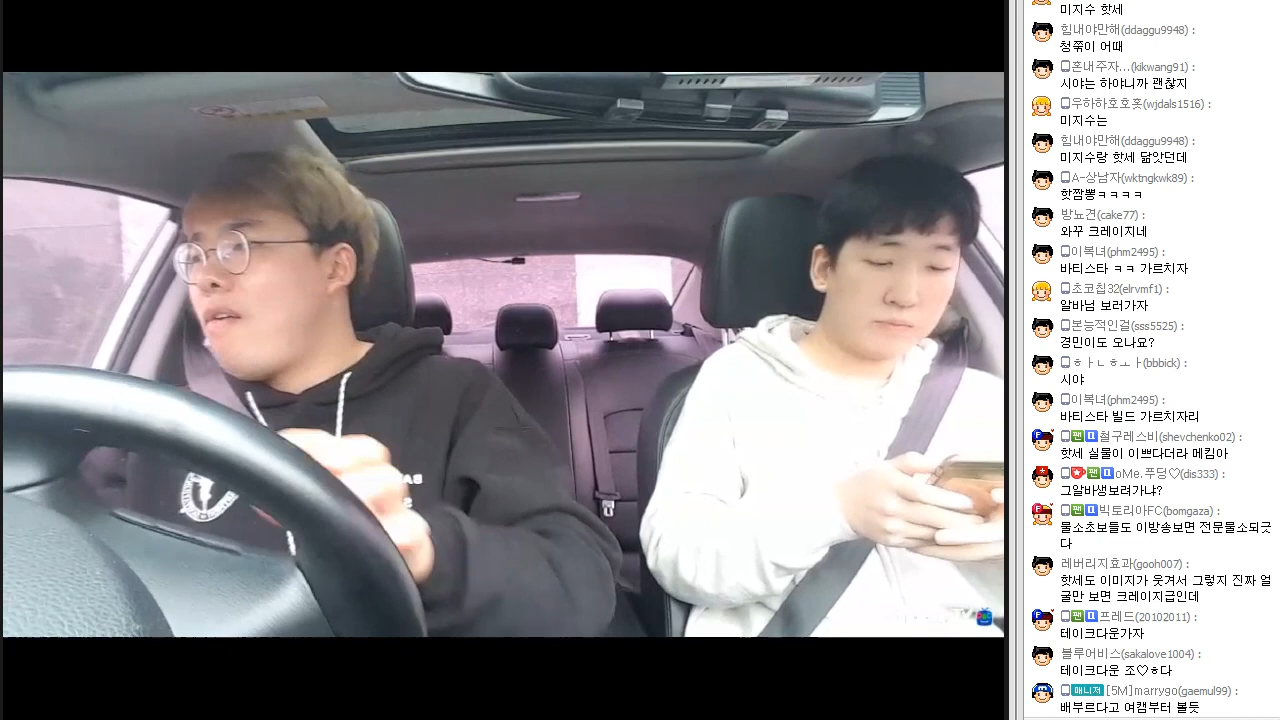 미지수 핫세
힘내야만해(ddaggu9948) :
청쭊이 어때
혼내주자...(kikwang91) :
시야는 하야니까 괜찮지
우하하호호홋(wjdals1516) :
미지수는
힘내야만해(ddaggu9948) :
미지수랑 핫세 닮앗던데
A-상남자(wktngkwk89) :
핫짬뽕ㅋㅋㅋㅋ
방뇨견(cake77) :
와꾸 크레이지네
이복녀(phm2495) :
바티스타 ㅋㅋ 가르치자
초코칩32(elrvmf1) :
알바넘 보러가자
본능적인걸(sss5525) :
경민이도 오나요?
ㅎㅏㄴㅎㅗㅏ(bbbick) :
시야
이복녀(phm2495) :
바티스타 빌드 가르치자리
팬 철구레스비(shevchenko02) :
핫세 실물이 이쁘다더라 메킴아
팬 oMe.푸딩♡(dis333) :
그알바생보려가냐?
팬 빅토리아FC(bomgaza) :
물소초보들도 이방송보면 전문물소되긋
다
레버리지효과(gooh007) :
핫세도 이미지가 웃겨서 그렇지 진짜 얼
굴만 보면 크레이지급인데
팬 프레드(20102011) :
테이크다운가자
블루어비스(sakalove1004) :
테이크다운 조♡ㅎ다
매니저 [5M]marrygo(gaemul99) :
배부르다고 여캠부터 볼듯